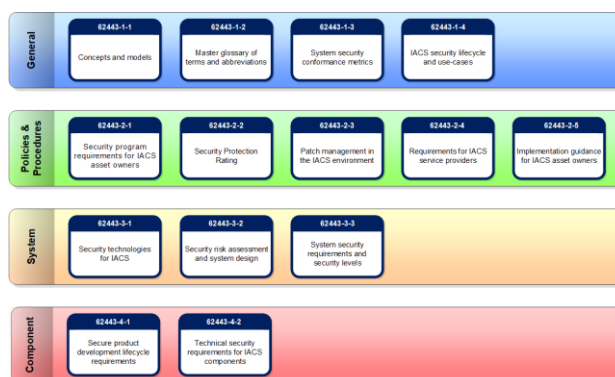 General
62443-1-1
Concepts and models
62443-1-2
Master glossary of
terms and abbreviations
62443-1-3
System security
conformance metrics
62443-1-4
IACS security lifecycle
and use-cases
Policies &
Procedures
62443-2-1
Security program
requirements for IACS
asset owners
62443-2-2
Security Protection
Rating
62443-2-3
Patch management in
the IACS environment
62443-2-4
Requirements for IACS
service providers
62443-2-5
Implementation guidance
for IACS asset owners
System
62443-3-1
Security technologies
for IACS
62443-3-2
Security risk assessment
and system design
62443-3-3
System security
requirements and
security levels
Component
62443-4-1
Secure product
development lifecycle
requirements
62443-4-2
Technical security
requirements for IACS
components